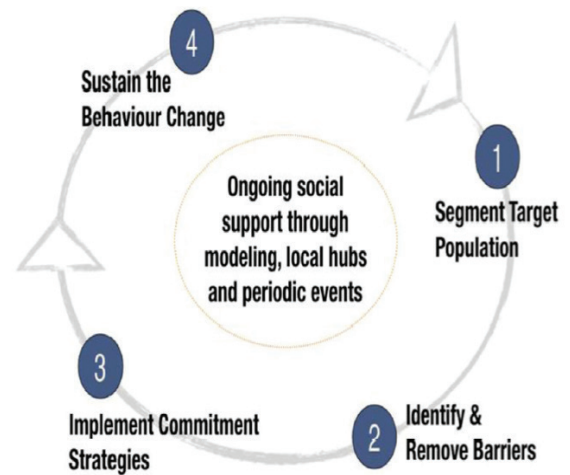 4
Sustain the
Behaviour Change
1
Segment Target
Population
Ongoing social
support through
modeling, local hubs
and periodic events
3
Implement Commitment
Strategies
2
Identify &
Remove Barriers